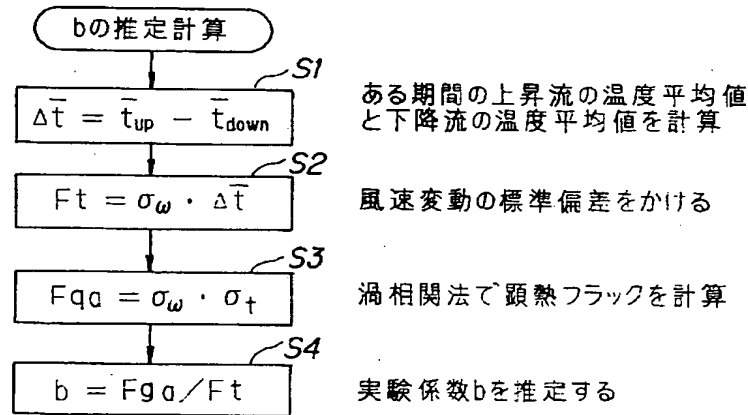 bの推定計算
S1
Δt̅ = t̅up − t̅down
ある期間の上昇流の温度平均値
と下降流の温度平均値を計算
S2
Ft = σω · Δt̅
風速変動の標準偏差をかける
S3
Fqa = σω · σt
渦相関法で顕熱フラックを計算
S4
b = Fga/Ft
実験係数bを推定する